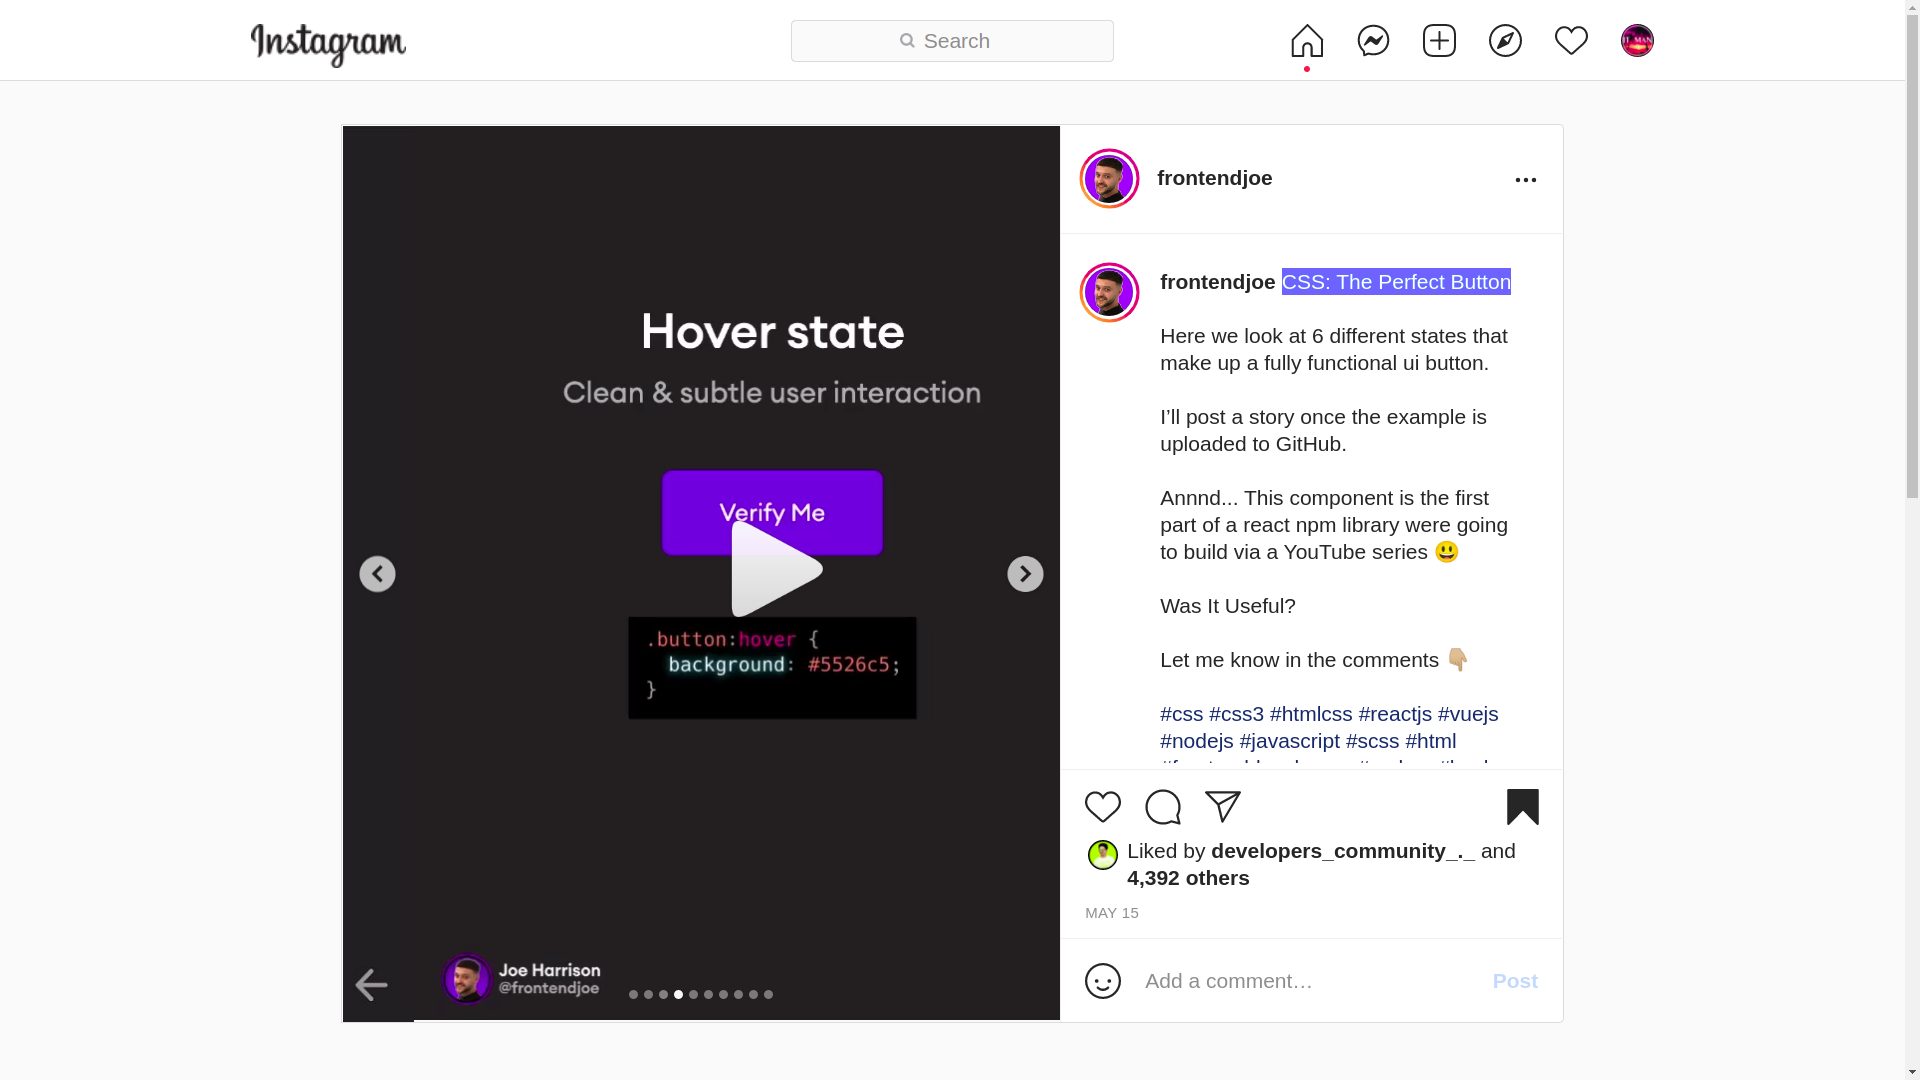 Instagram
Search
IT MAN
Hover state
Clean & subtle user interaction
Verify Me
.button:hover {
background: #5526c5;
}
Joe Harrison
@frontendjoe
frontendjoe
frontendjoe CSS: The Perfect Button
Here we look at 6 different states that
make up a fully functional ui button.
I’ll post a story once the example is
uploaded to GitHub.
Annnd... This component is the first
part of a react npm library were going
to build via a YouTube series 😃
Was It Useful?
Let me know in the comments 👇🏼
#css #css3 #htmlcss #reactjs #vuejs
#nodejs #javascript #scss #html
Liked by developers_community_._ and
4,392 others
MAY 15
Add a comment…
Post